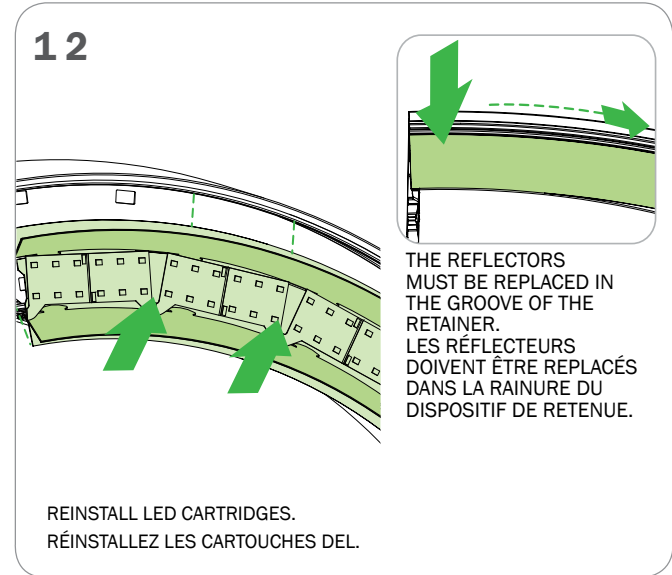 12
THE REFLECTORS
MUST BE REPLACED IN
THE GROOVE OF THE
RETAINER.
LES RÉFLECTEURS
DOIVENT ÊTRE REPLACÉS
DANS LA RAINURE DU
DISPOSITIF DE RETENUE.
REINSTALL LED CARTRIDGES.
RÉINSTALLEZ LES CARTOUCHES DEL.